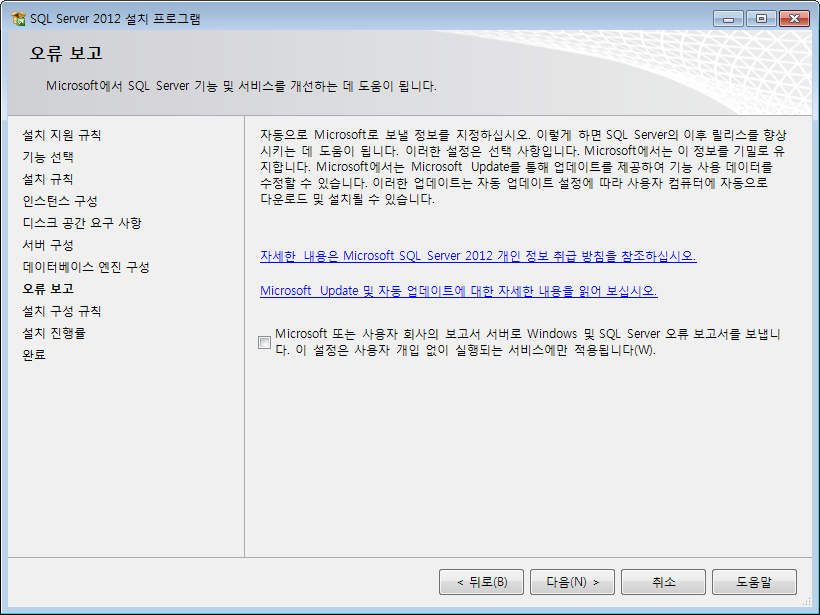 SQL Server 2012 설치 프로그램
오류 보고
Microsoft에서 SQL Server 기능 및 서비스를 개선하는 데 도움이 됩니다.
설치 지원 규칙
기능 선택
설치 규칙
인스턴스 구성
디스크 공간 요구 사항
서버 구성
데이터베이스 엔진 구성
오류 보고
설치 구성 규칙
설치 진행률
완료
자동으로 Microsoft로 보낼 정보를 지정하십시오. 이렇게 하면 SQL Server의 이후 릴리스를 향상
시키는 데 도움이 됩니다. 이러한 설정은 선택 사항입니다. Microsoft에서는 이 정보를 기밀로 유
지합니다. Microsoft에서는 Microsoft Update를 통해 업데이트를 제공하여 기능 사용 데이터를
수정할 수 있습니다. 이러한 업데이트는 자동 업데이트 설정에 따라 사용자 컴퓨터에 자동으로
다운로드 및 설치될 수 있습니다.
자세한 내용은 Microsoft SQL Server 2012 개인 정보 취급 방침을 참조하십시오.
Microsoft Update 및 자동 업데이트에 대한 자세한 내용을 읽어 보십시오.
Microsoft 또는 사용자 회사의 보고서 서버로 Windows 및 SQL Server 오류 보고서를 보냅니
다. 이 설정은 사용자 개입 없이 실행되는 서비스에만 적용됩니다(W).
< 뒤로(B)
다음(N) >
취소
도움말